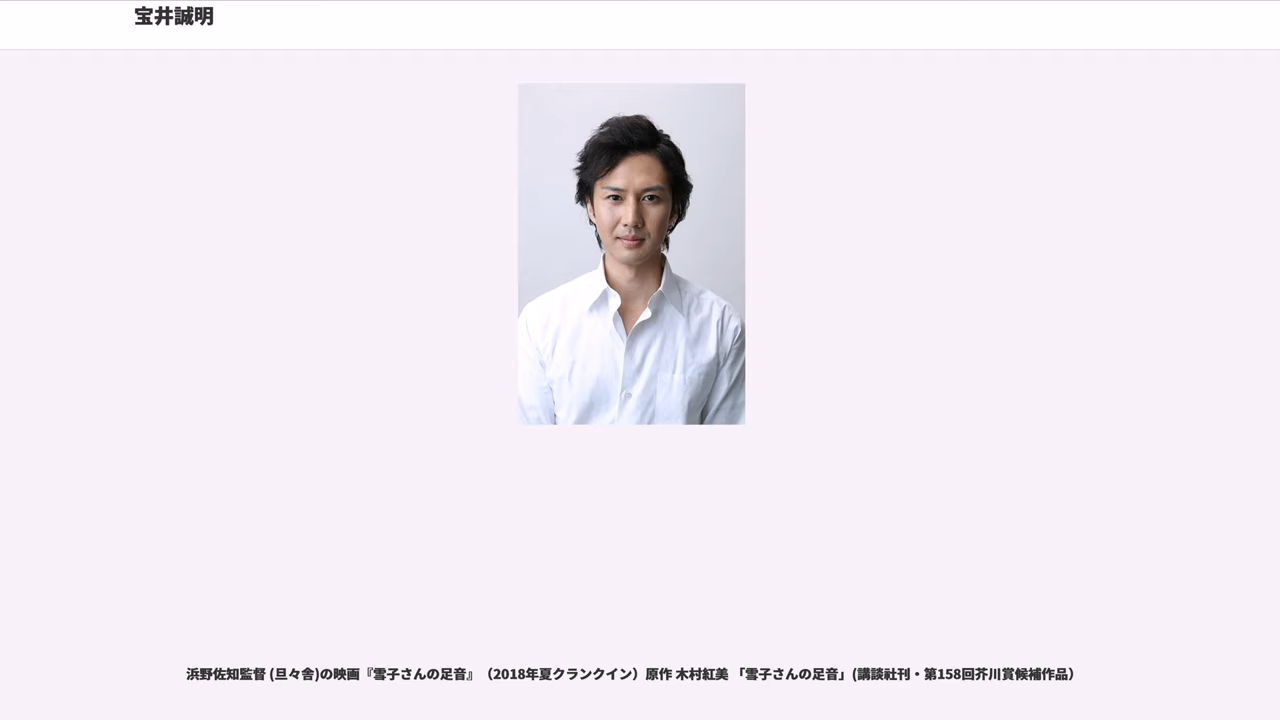 宝井誠明
浜野佐知監督 (旦々舎)の映画『雪子さんの足音』（2018年夏クランクイン）原作 木村紅美 「雪子さんの足音」(講談社刊・第158回芥川賞候補作品）